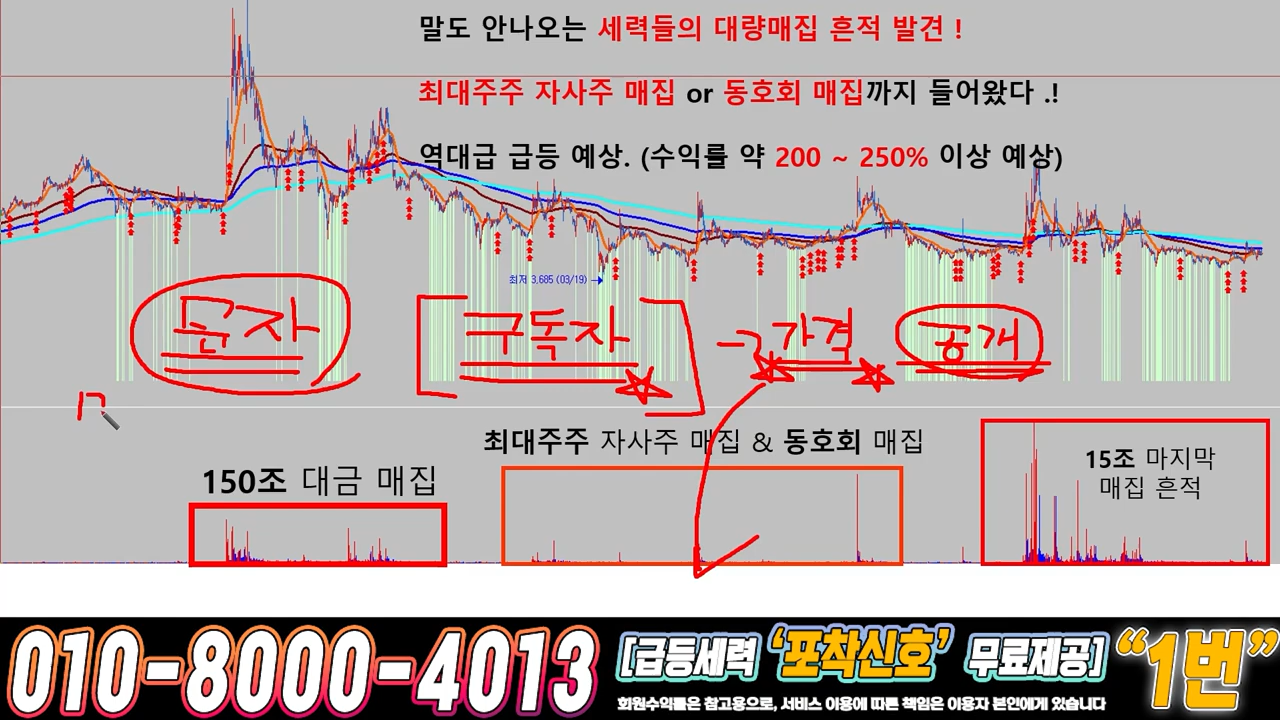 말도 안나오는 세력들의 대량매집 흔적 발견 !
최대주주 자사주 매집 or 동호회 매집까지 들어왔다 .!
역대급 급등 예상. (수익률 약 200 ~ 250% 이상 예상)
최저 3,685 (03/19) →
문자 구독자 → 가격 공개
최대주주 자사주 매집 & 동호회 매집
150조 대금 매집
15조 마지막
매집 흔적
010-8000-4013 [급등세력 '포착신호' 무료제공] "1번"
회원수익률은 참고용으로, 서비스 이용에 따른 책임은 이용자 본인에게 있습니다